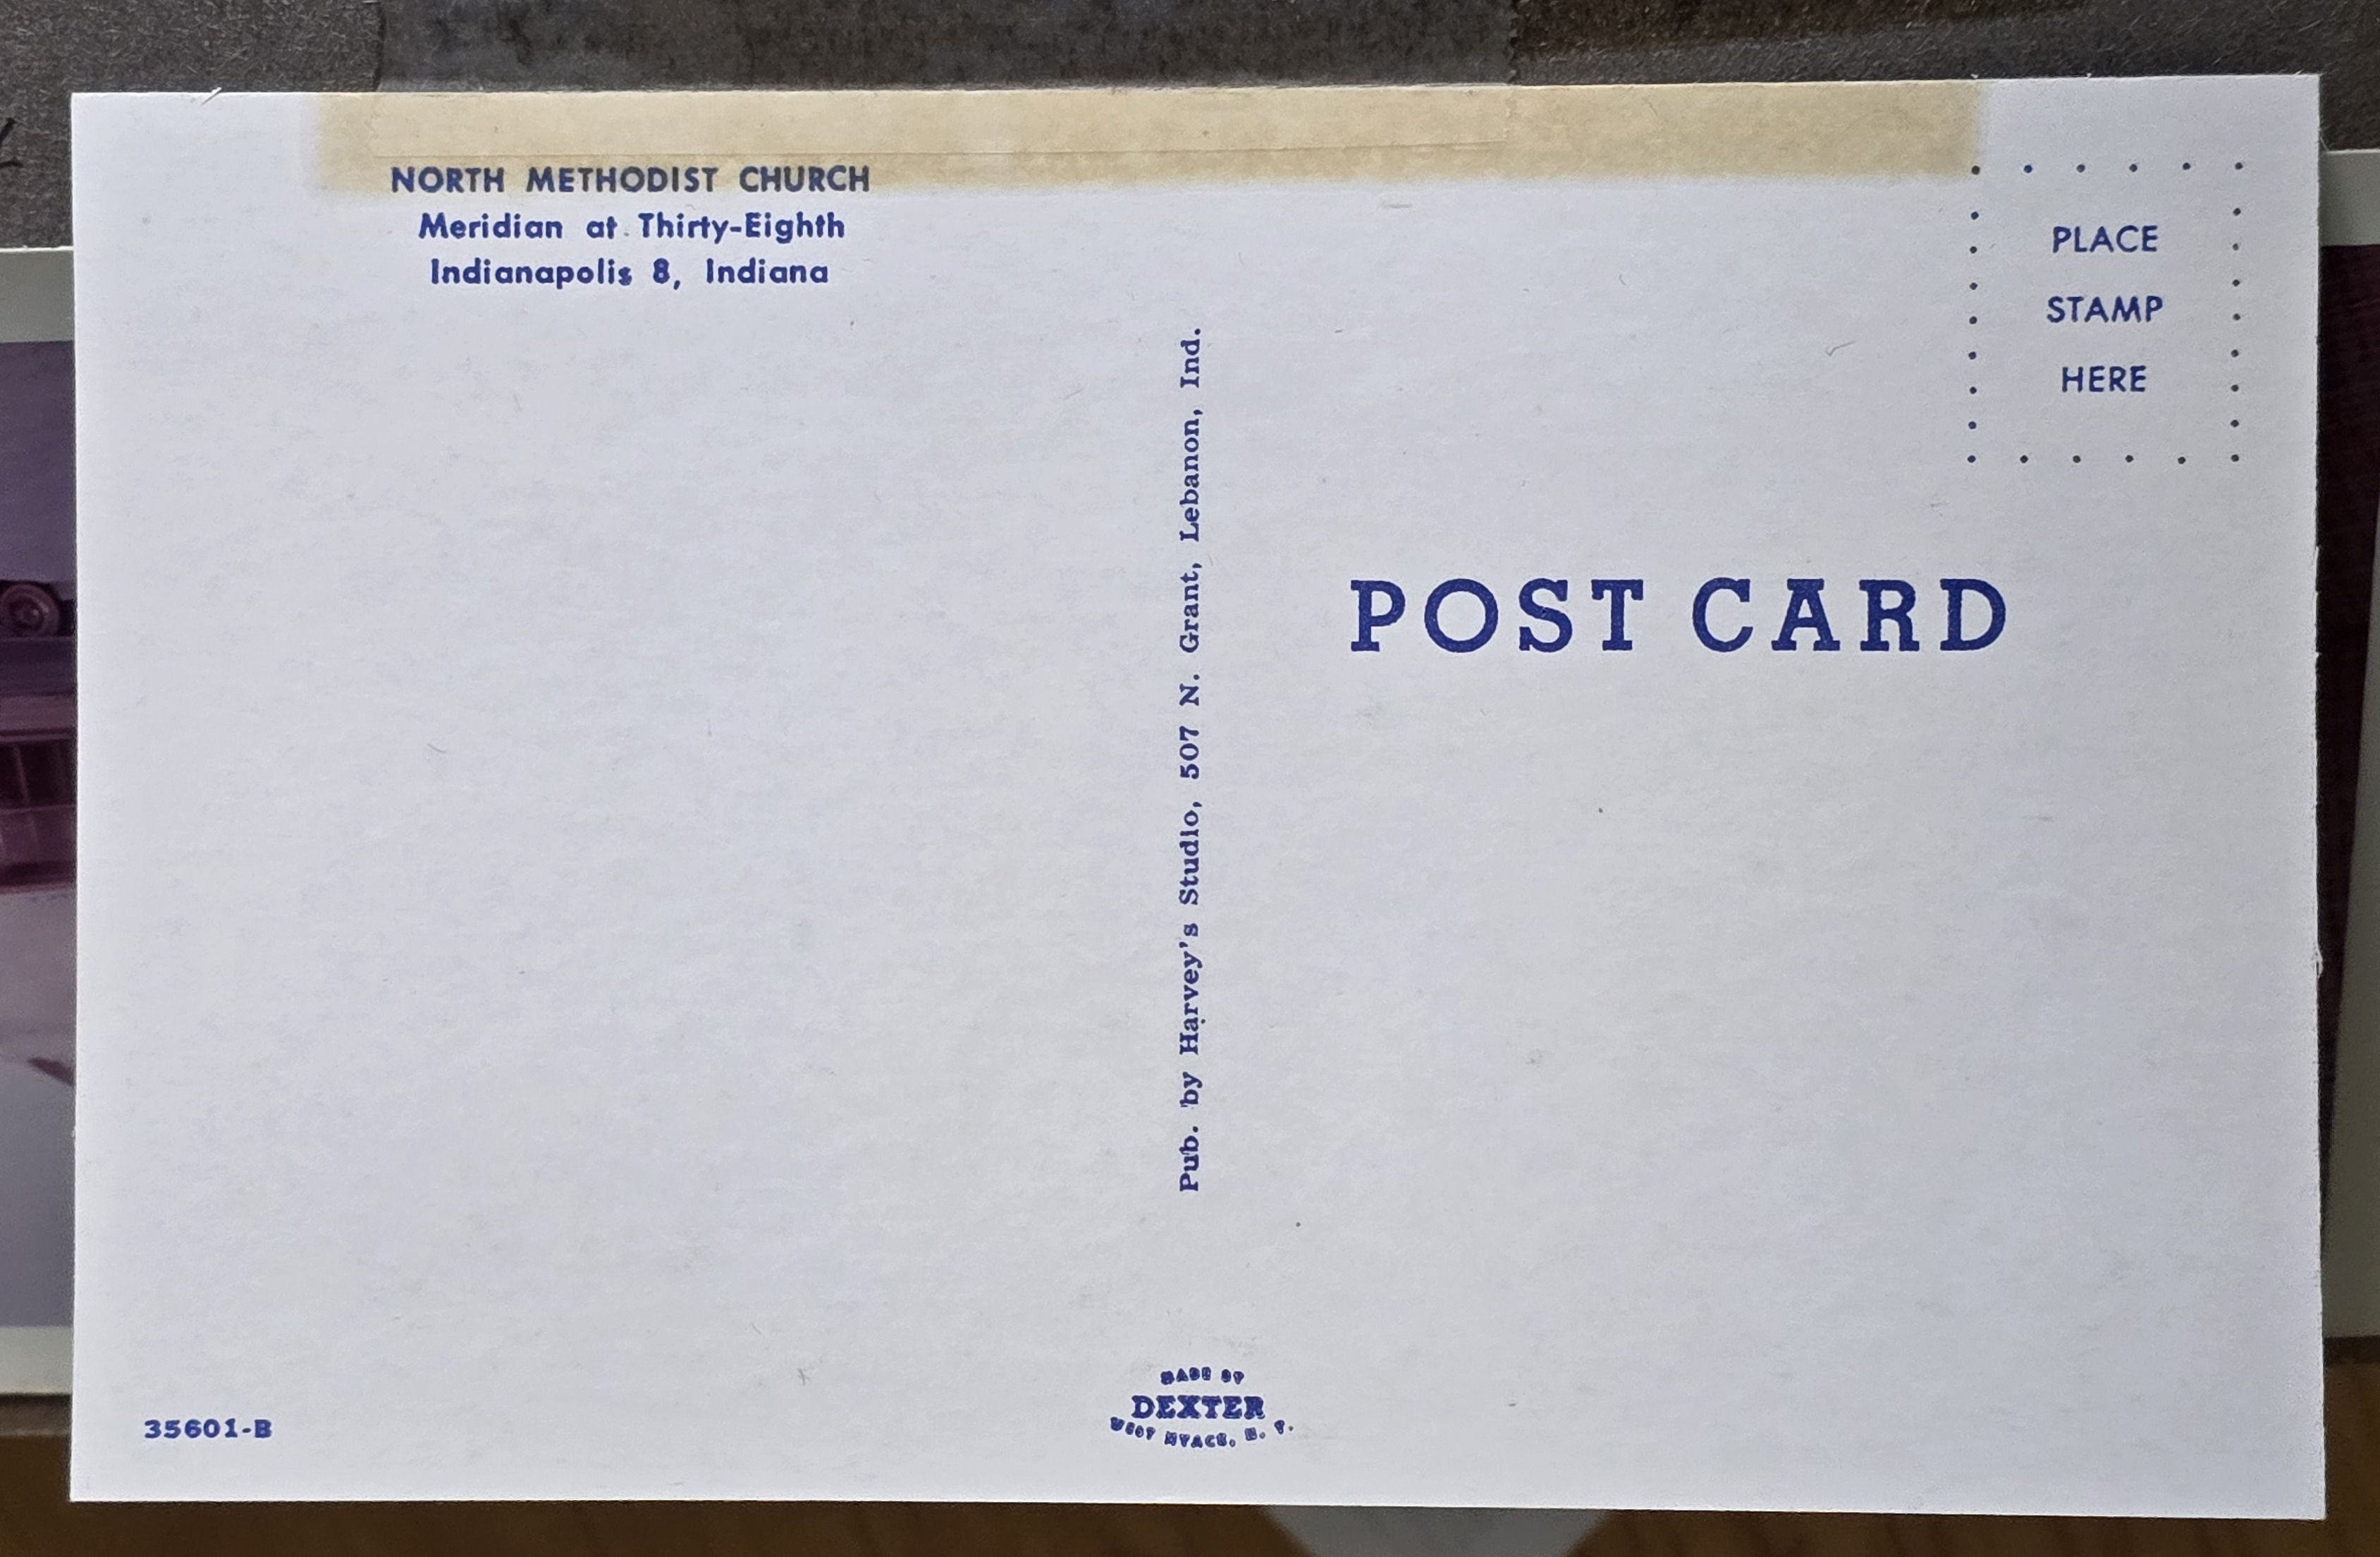 NORTH METHODIST CHURCH
Meridian at Thirty-Eighth
Indianapolis 8, Indiana
PLACE
STAMP
HERE
Pub. by Harvey's Studio, 507 N. Grant, Lebanon, Ind.
POST CARD
35601-B
MADE BY
DEXTER
WEST NYACK, N. Y.